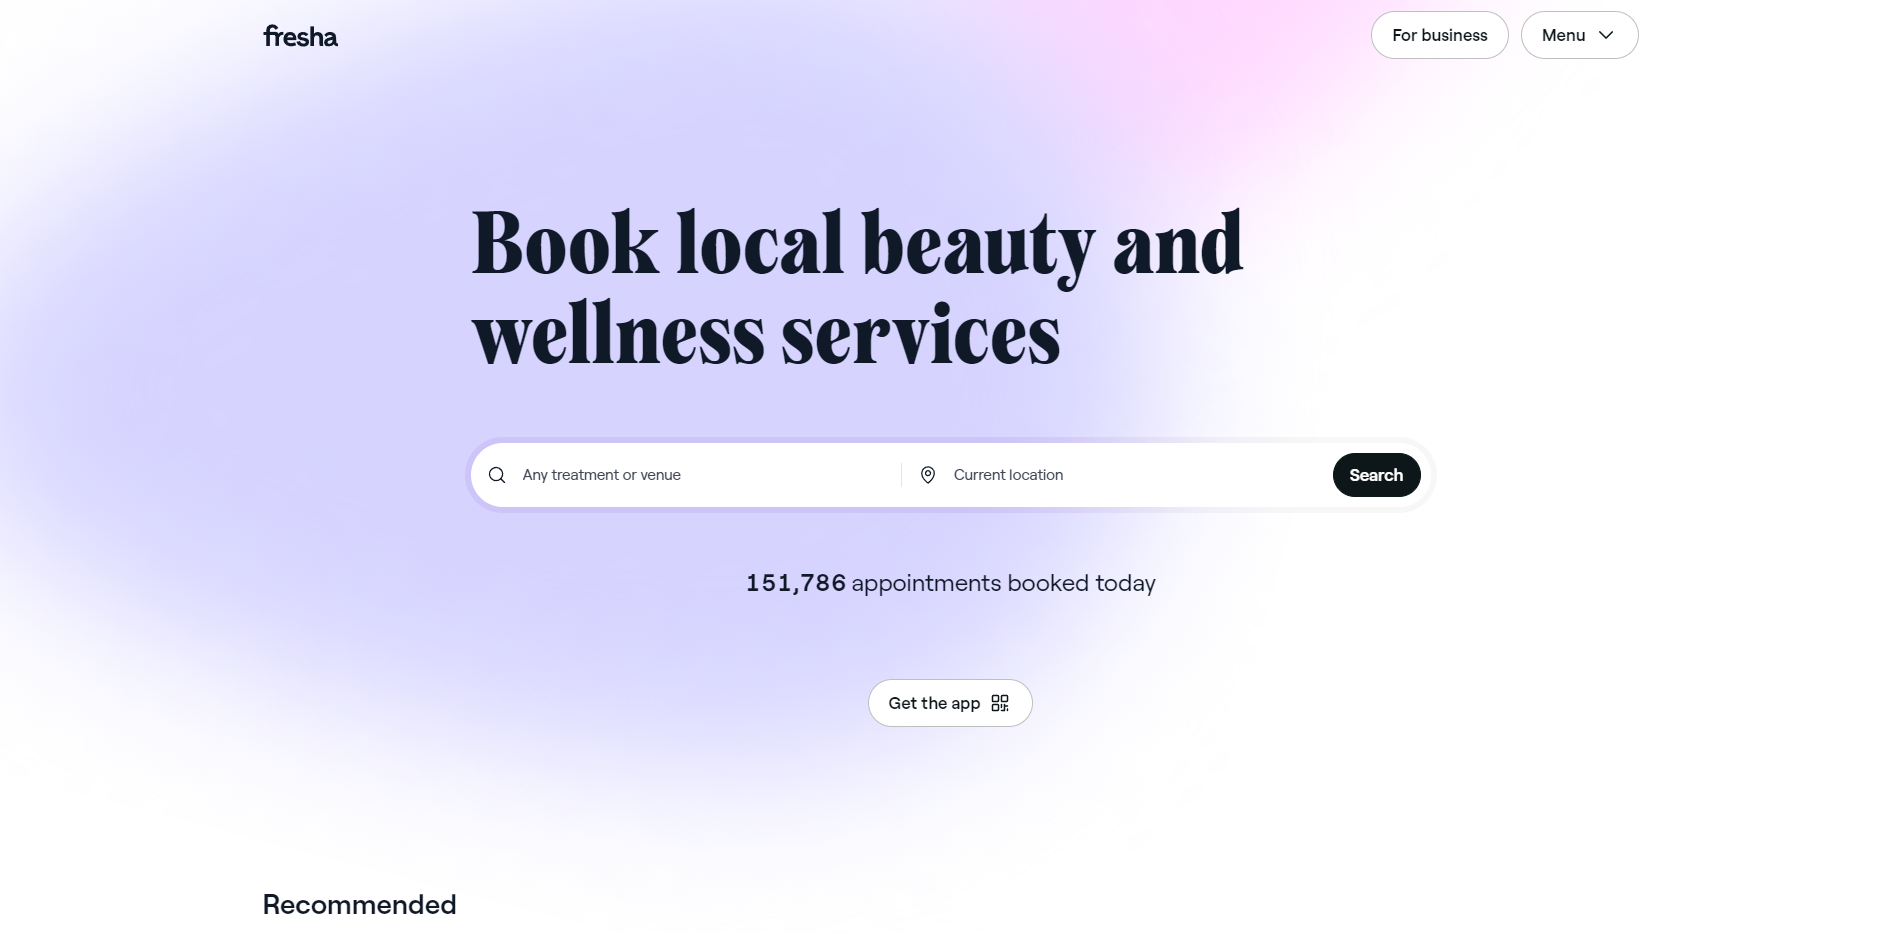 fresha
For business
Menu
Book local beauty and
wellness services
Any treatment or venue
Current location
Search
151,786 appointments booked today
Get the app
Recommended